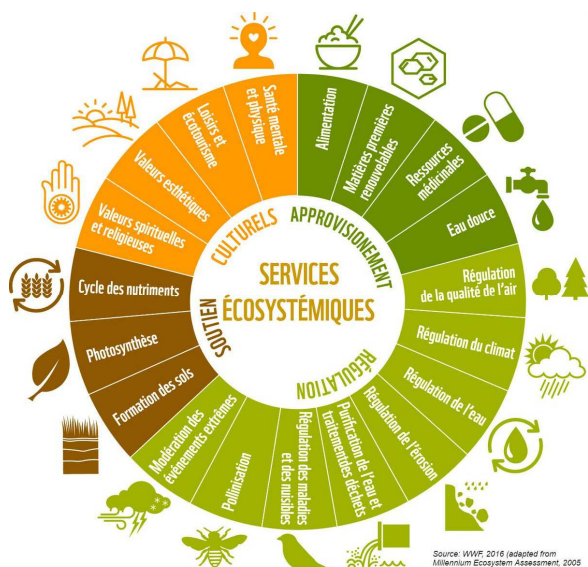 SERVICES
ÉCOSYSTÉMIQUES
APPROVISIONEMENT
Alimentation
Matières premières
renouvelables
Ressources
médicinales
Eau douce
RÉGULATION
Régulation
de la qualité de l'air
Régulation du climat
Régulation de l'eau
Régulation de l'érosion
Purification de l'eau et
traitementdes déchets
Régulation des maladies
et des nuisibles
Pollinisation
Modération des
événements extrêmes
SOUTIEN
Formation des sols
Photosynthèse
Cycle des nutriments
CULTURELS
Valeurs spirituelles
et religieuses
Valeurs esthétiques
Loisirs et
écotourisme
Santé mentale
et physique
Source: WWF, 2016 (adapted from
Millennium Ecosystem Assessment, 2005